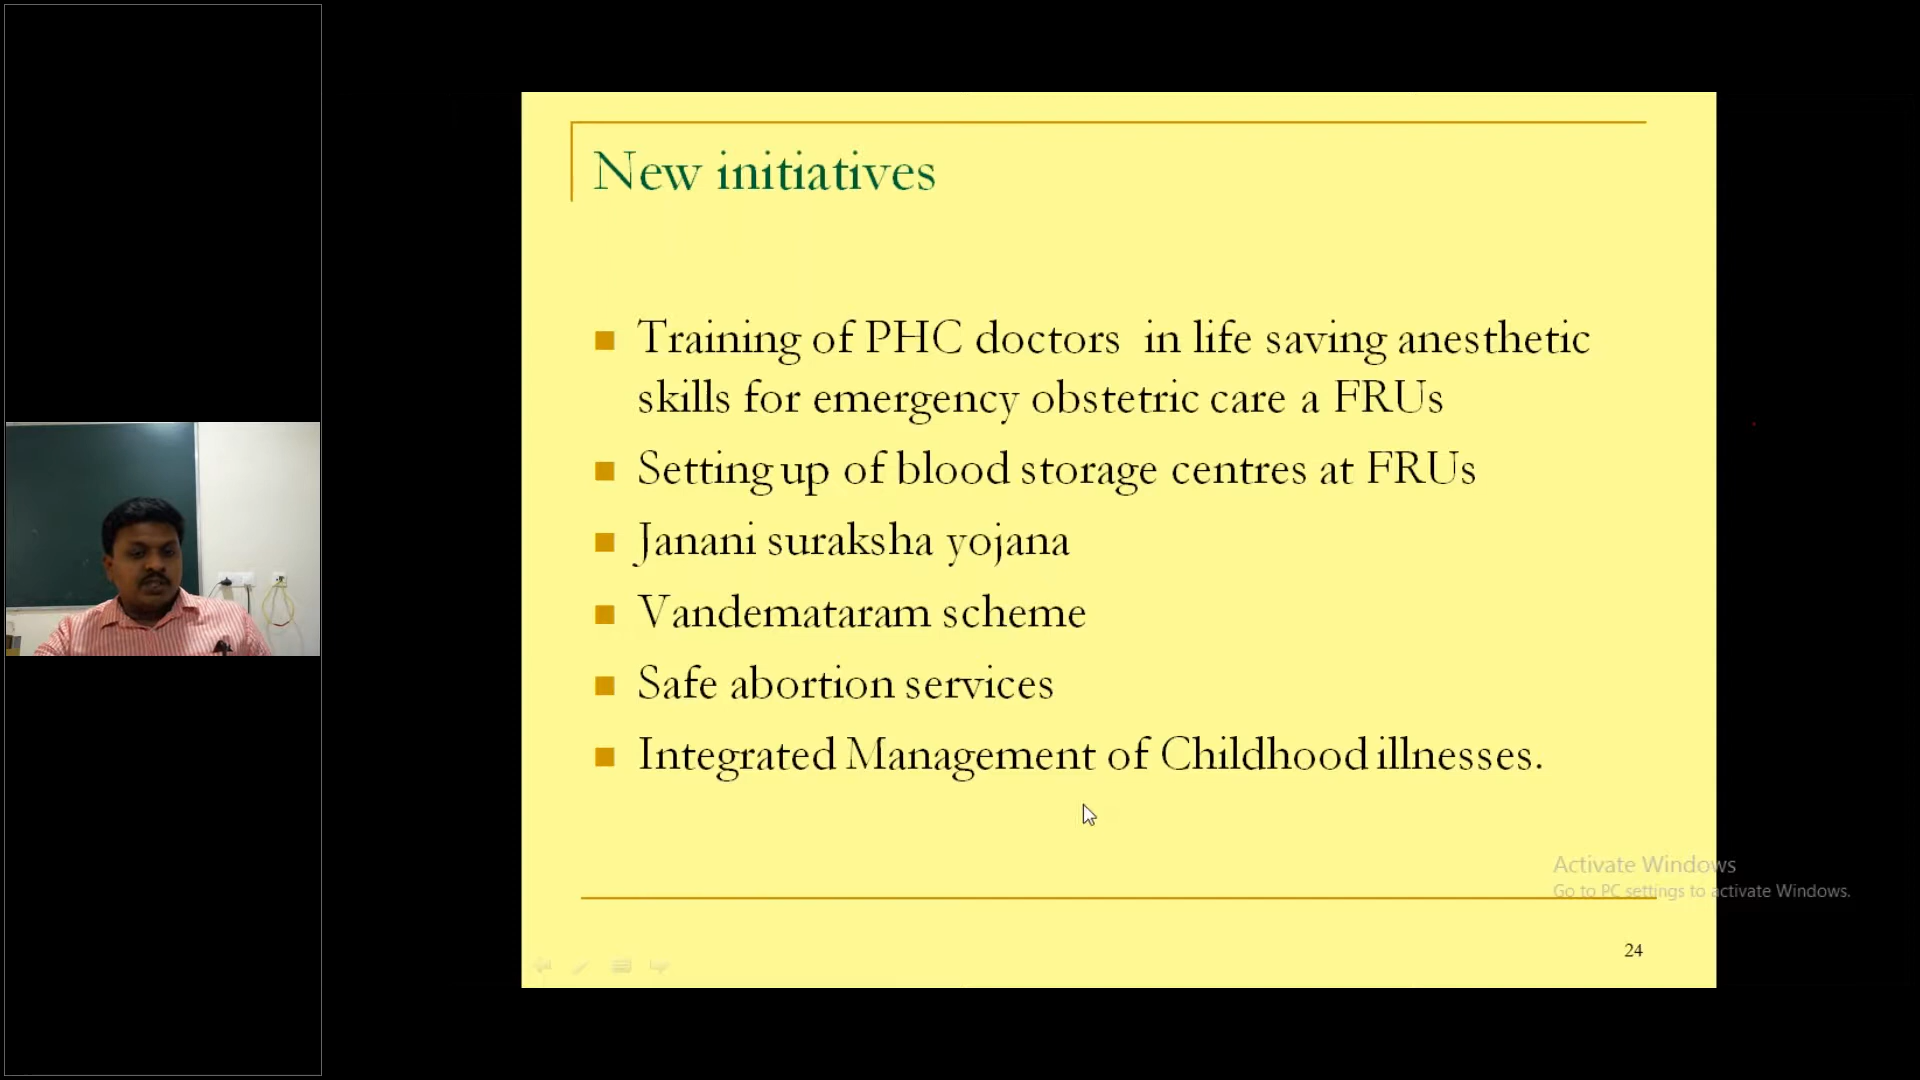 New initiatives
Training of PHC doctors in life saving anesthetic
skills for emergency obstetric care a FRUs
Setting up of blood storage centres at FRUs
Janani suraksha yojana
Vandemataram scheme
Safe abortion services
Integrated Management of Childhood illnesses.
Activate Windows
Go to PC settings to activate Windows.
24